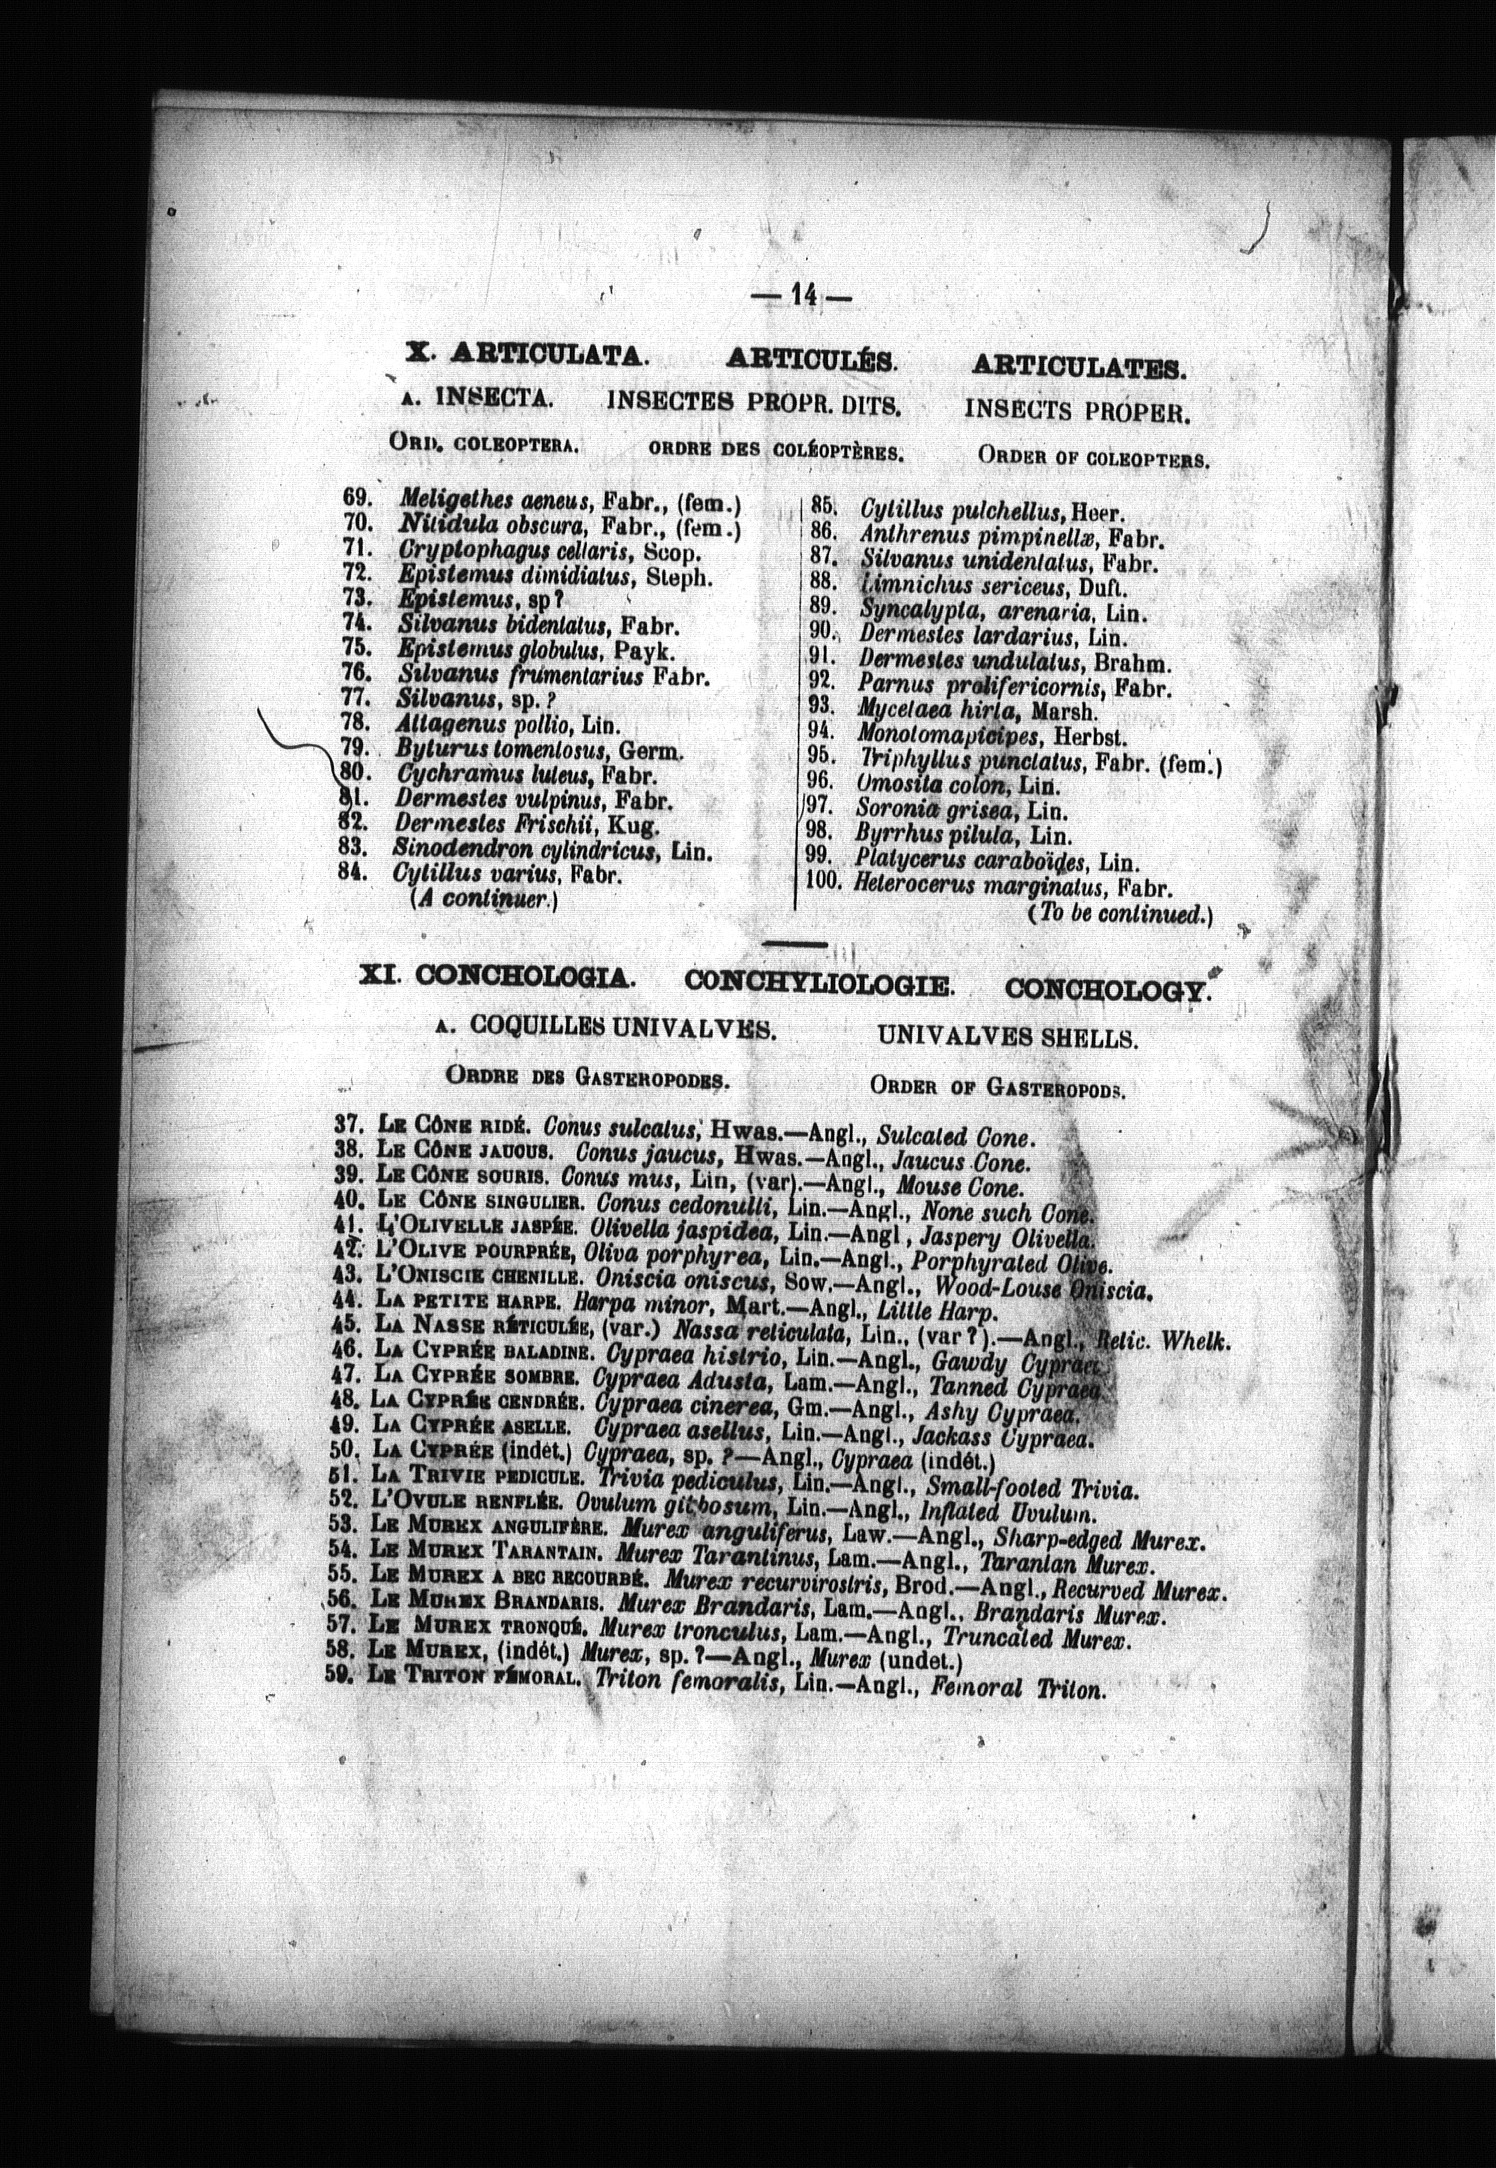 — 14 —
X. ARTICULATA. ARTICULÉS. ARTICULATES.
A. INSECTA. INSECTES PROPR. DITS. INSECTS PROPER.
ORD. COLEOPTERA. ORDRE DES COLÉOPTÈRES. ORDER OF COLEOPTERS.
69. Meligethes aeneus, Fabr., (fem.)
70. Nitidula obscura, Fabr., (fem.)
71. Cryptophagus cellaris, Scop.
72. Epistemus dimidiatus, Steph.
73. Epistemus, sp?
74. Silvanus bidentatus, Fabr.
75. Epistemus globulus, Payk.
76. Silvanus frumentarius Fabr.
77. Silvanus, sp.?
78. Attagenus pollio, Lin.
79. Byturus tomentosus, Germ.
80. Cychramus luteus, Fabr.
81. Dermestes vulpinus, Fabr.
82. Dermestes Frischii, Kug.
83. Sinodendron cylindricus, Lin.
84. Cytillus varius, Fabr.
(A continuer.)
85. Cytillus pulchellus, Heer.
86. Anthrenus pimpinellæ, Fabr.
87. Silvanus unidentatus, Fabr.
88. Limnichus sericeus, Duft.
89. Syncalypta, arenaria, Lin.
90. Dermestes lardarius, Lin.
91. Dermestes undulatus, Brahm.
92. Parnus prolifericornis, Fabr.
93. Mycetaea hirta, Marsh.
94. Monotomapicipes, Herbst.
95. Triphyllus punctatus, Fabr. (fem.)
96. Omosita colon, Lin.
97. Soronia grisea, Lin.
98. Byrrhus pilula, Lin.
99. Platycerus caraboïdes, Lin.
100. Heterocerus marginatus, Fabr.
(To be continued.)
XI. CONCHOLOGIA. CONCHYLIOLOGIE. CONCHOLOGY.
A. COQUILLES UNIVALVES. UNIVALVES SHELLS.
ORDRE DES GASTEROPODES. ORDER OF GASTEROPODS.
37. LE CÔNE RIDÉ. Conus sulcatus, Hwas.—Angl., Sulcated Cone.
38. LE CÔNE JAUCUS. Conus jaucus, Hwas.—Angl., Jaucus Cone.
39. LE CÔNE SOURIS. Conus mus, Lin, (var).—Angl., Mouse Cone.
40. LE CÔNE SINGULIER. Conus cedonulli, Lin.—Angl., None such Cone.
41. L'OLIVELLE JASPÉE. Olivella jaspidea, Lin.—Angl., Jaspery Olivella.
42. L'OLIVE POURPRÉE, Oliva porphyrea, Lin.—Angl., Porphyrated Olive.
43. L'ONISCIE CHENILLE. Oniscia oniscus, Sow.—Angl., Wood-Louse Oniscia.
44. LA PETITE HARPE. Harpa minor, Mart.—Angl., Little Harp.
45. LA NASSE RÉTICULÉE, (var.) Nassa reticulata, Lin., (var?).—Angl., Retic. Whelk.
46. LA CYPRÉE BALADINE. Cypraea histrio, Lin.—Angl., Gawdy Cypraea.
47. LA CYPRÉE SOMBRE. Cypraea Adusta, Lam.—Angl., Tanned Cypraea.
48. LA CYPRÉE CENDRÉE. Cypraea cinerea, Gm.—Angl., Ashy Cypraea.
49. LA CYPRÉE ASELLE. Cypraea asellus, Lin.—Angl., Jackass Cypraea.
50. LA CYPRÉE (indét.) Cypraea, sp. ?—Angl., Cypraea (indét.)
51. LA TRIVIE PEDICULE. Trivia pediculus, Lin.—Angl., Small-footed Trivia.
52. L'OVULE RENFLÉE. Ovulum gibbosum, Lin.—Angl., Inflated Uvulum.
53. LE MUREX ANGULIFÈRE. Murex anguliferus, Law.—Angl., Sharp-edged Murex.
54. LE MUREX TARANTAIN. Murex Tarantinus, Lam.—Angl., Tarantan Murex.
55. LE MUREX A BEC RECOURBÉ. Murex recurvirostris, Brod.—Angl., Recurved Murex.
56. LE MUREX BRANDARIS. Murex Brandaris, Lam.—Angl., Brandaris Murex.
57. LE MUREX TRONQUÉ. Murex tronculus, Lam.—Angl., Truncated Murex.
58. LE MUREX, (indét.) Murex, sp. ?—Angl., Murex (undet.)
59. LE TRITON FÉMORAL. Triton femoralis, Lin.—Angl., Femoral Triton.